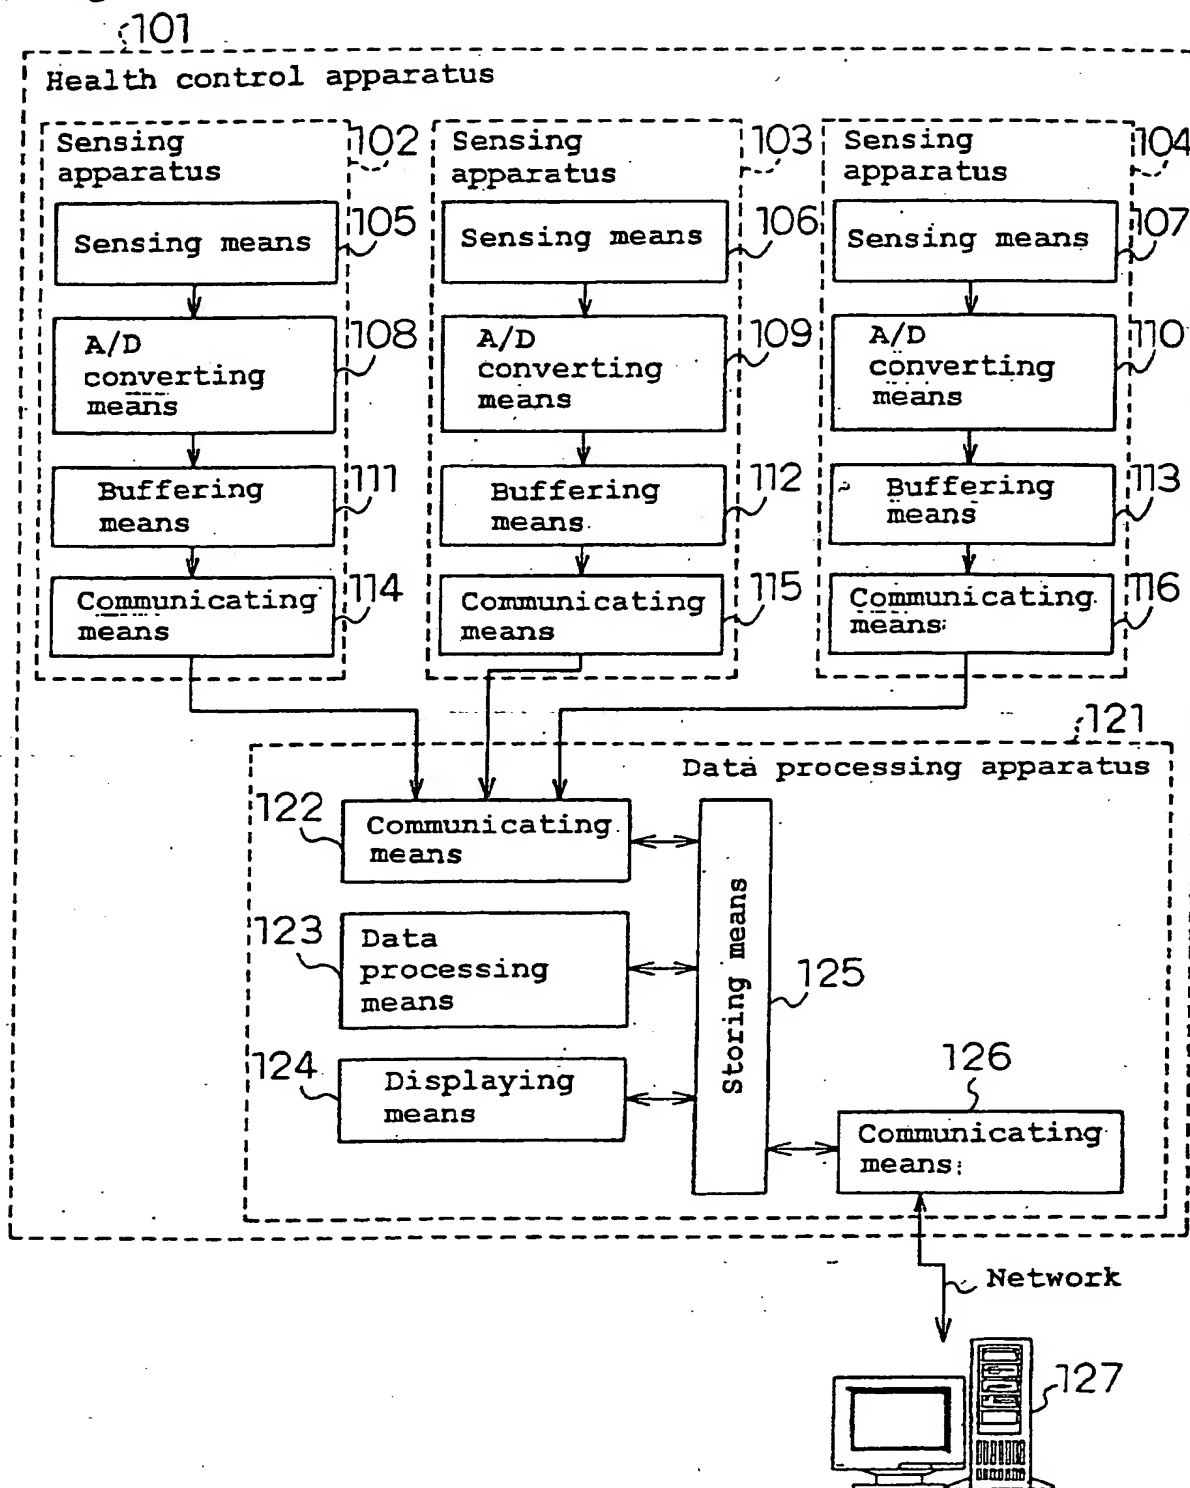 101
Health control apparatus
Sensing
apparatus
102
Sensing means
105
A/D
converting
means
108
Buffering
means
111
Communicating
means
114
Sensing
apparatus
103
Sensing means
106
A/D
converting
means
109
Buffering
means
112
Communicating
means
115
Sensing
apparatus
104
Sensing means
107
A/D
converting
means
110
Buffering
means
113
Communicating
means
116
121
Data processing apparatus
122
Communicating
means
123
Data
processing
means
124
Displaying
means
Storing means
125
126
Communicating
means
Network
127